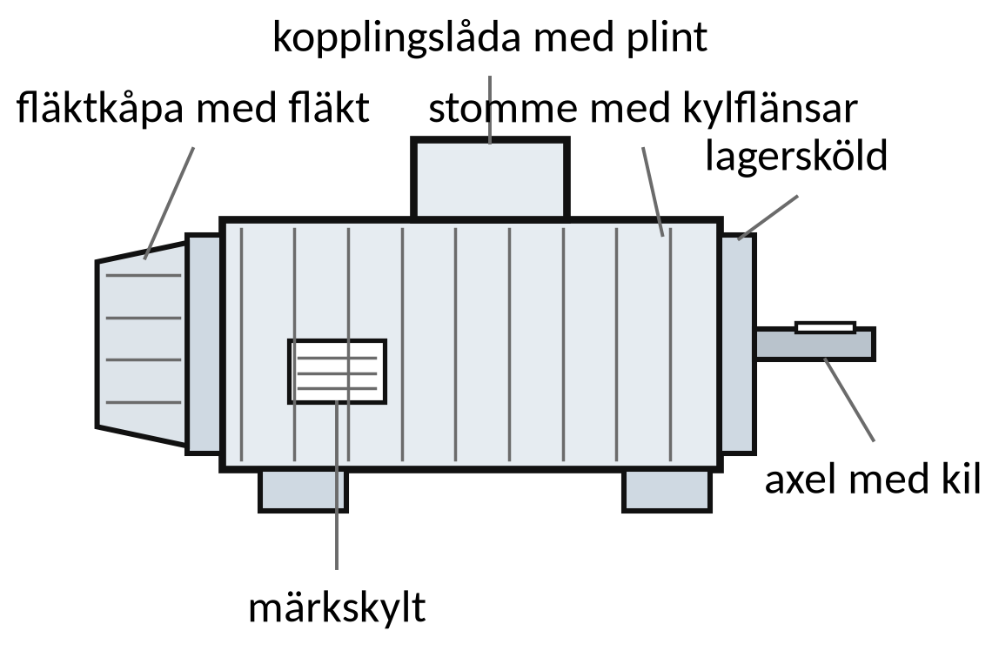 kopplingslåda med plint
fläktkåpa med fläkt
stomme med kylflänsar
lagersköld
axel med kil
märkskylt